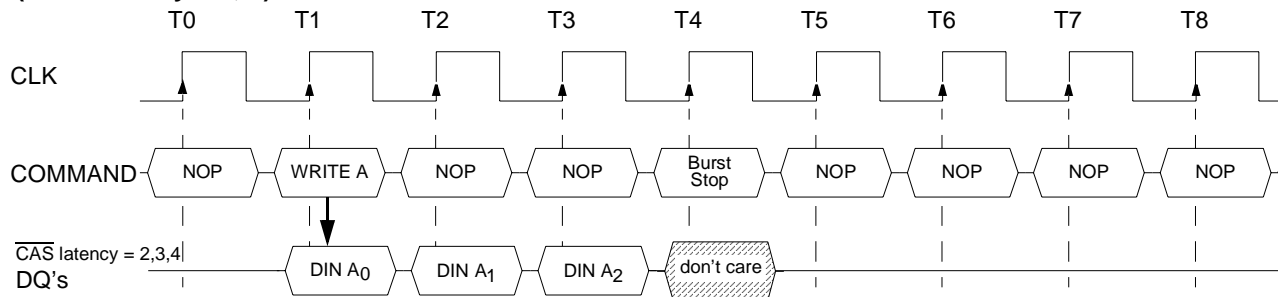 T0 T1 T2 T3 T4 T5 T6 T7 T8
CLK
COMMAND NOP WRITE A NOP NOP Burst Stop NOP NOP NOP NOP
CAS latency = 2,3,4
DQ's DIN A0 DIN A1 DIN A2 don't care